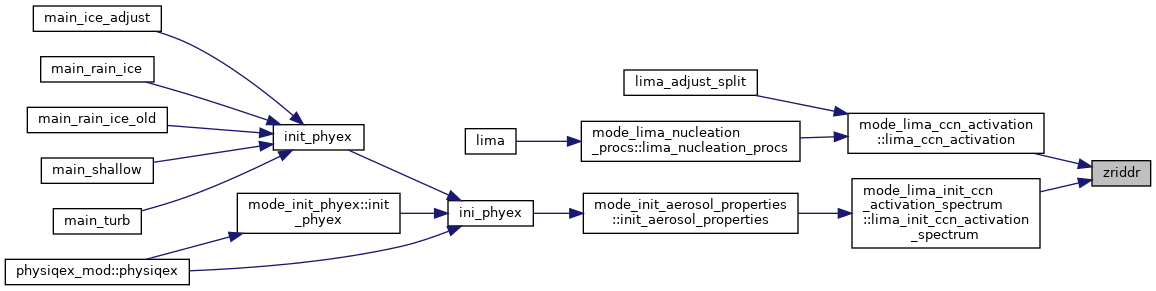 main_ice_adjust
main_rain_ice
main_rain_ice_old
main_shallow
main_turb
physiqex_mod::physiqex
init_phyex
mode_init_phyex::init
_phyex
lima
ini_phyex
lima_adjust_split
mode_lima_nucleation
_procs::lima_nucleation_procs
mode_init_aerosol_properties
::init_aerosol_properties
mode_lima_ccn_activation
::lima_ccn_activation
mode_lima_init_ccn
_activation_spectrum
::lima_init_ccn_activation
_spectrum
zriddr